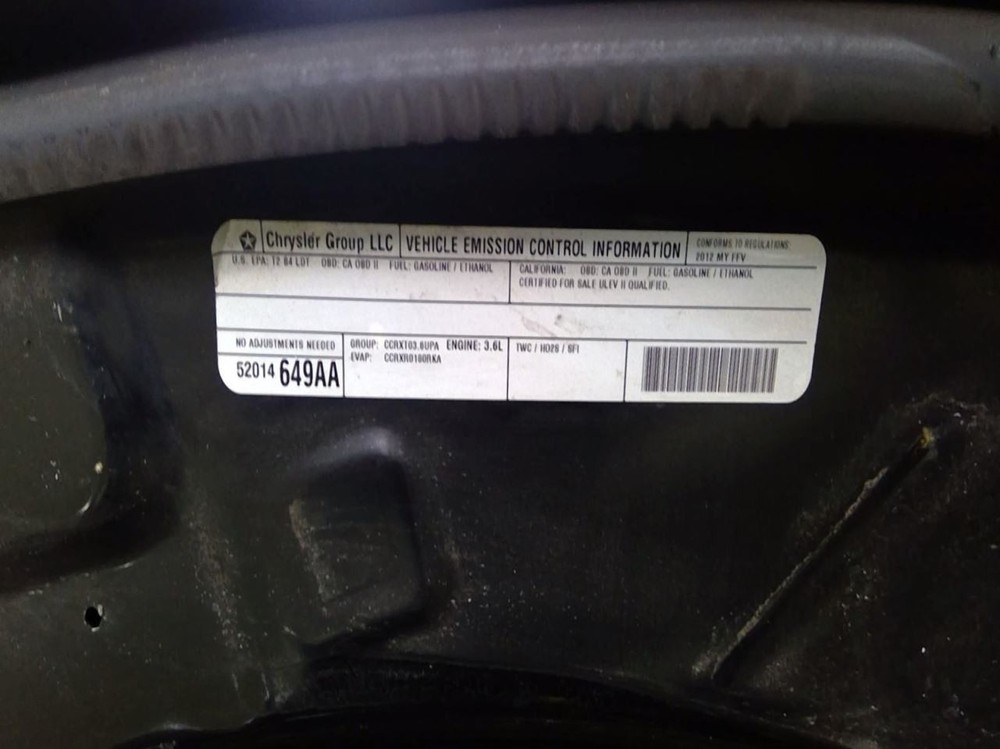 Chrysler Group LLC
VEHICLE EMISSION CONTROL INFORMATION
CONFORMS TO REGULATIONS:
2012 MY FFV
U.S. EPA: T2 B4 LDT OBD: CA OBD II FUEL: GASOLINE / ETHANOL
CALIFORNIA: OBD: CA OBD II FUEL: GASOLINE / ETHANOL
CERTIFIED FOR SALE ULEV II QUALIFIED.
NO ADJUSTMENTS NEEDED
52014 649AA
GROUP: CCRXT03.6UPA ENGINE: 3.6L
EVAP: CCRXR0180RKA
TWC / HO2S / SFI